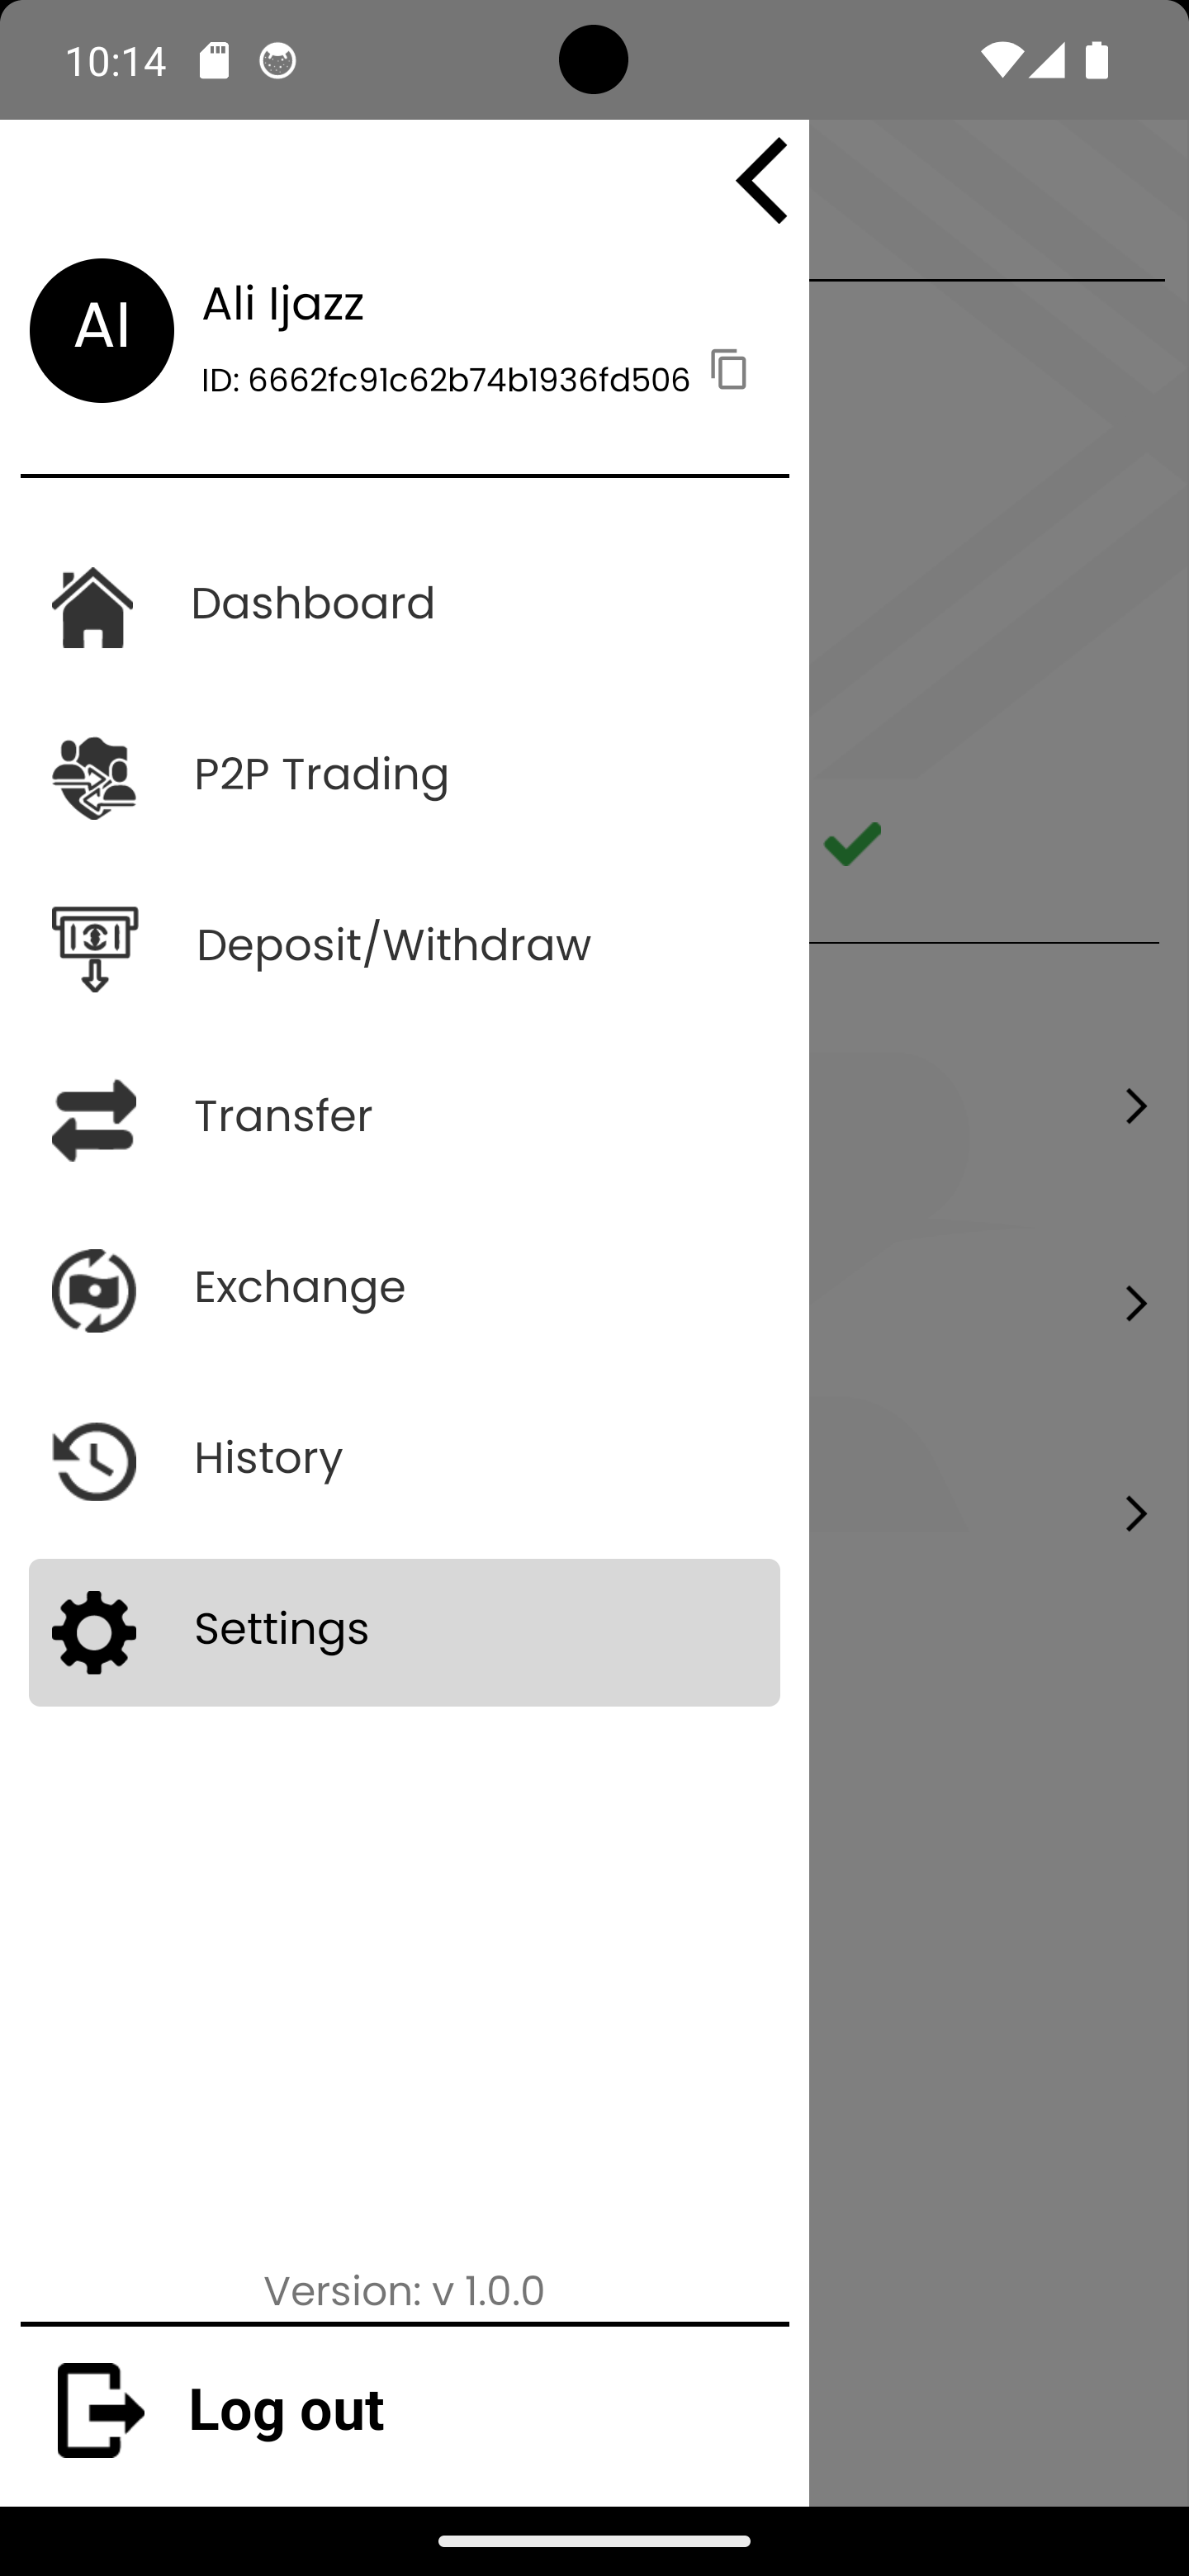 10:14
AI
Ali Ijazz
ID: 6662fc91c62b74b1936fd506
Dashboard
P2P Trading
Deposit/Withdraw
Transfer
Exchange
History
Settings
Version: v 1.0.0
Log out